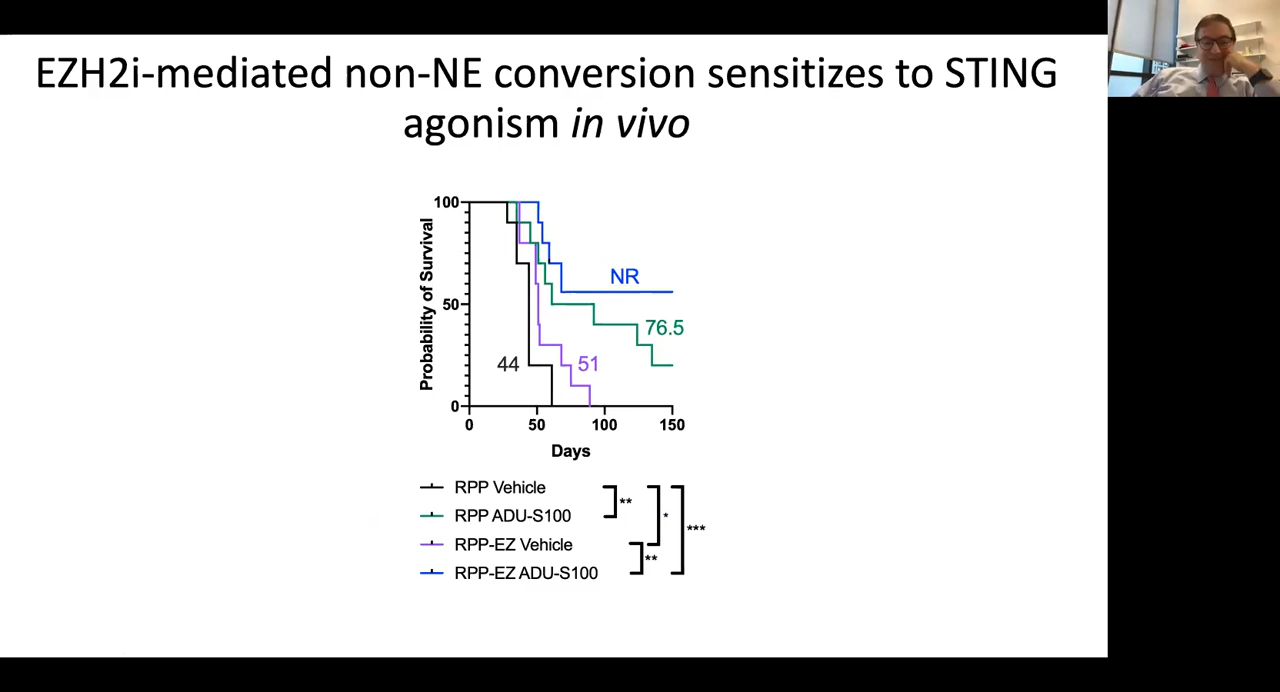 EZH2i-mediated non-NE conversion sensitizes to STING
agonism in vivo
Probability of Survival
100
50
0
NR
76.5
44
51
0 50 100 150
Days
RPP Vehicle
RPP ADU-S100
RPP-EZ Vehicle
RPP-EZ ADU-S100
**
*
***
**